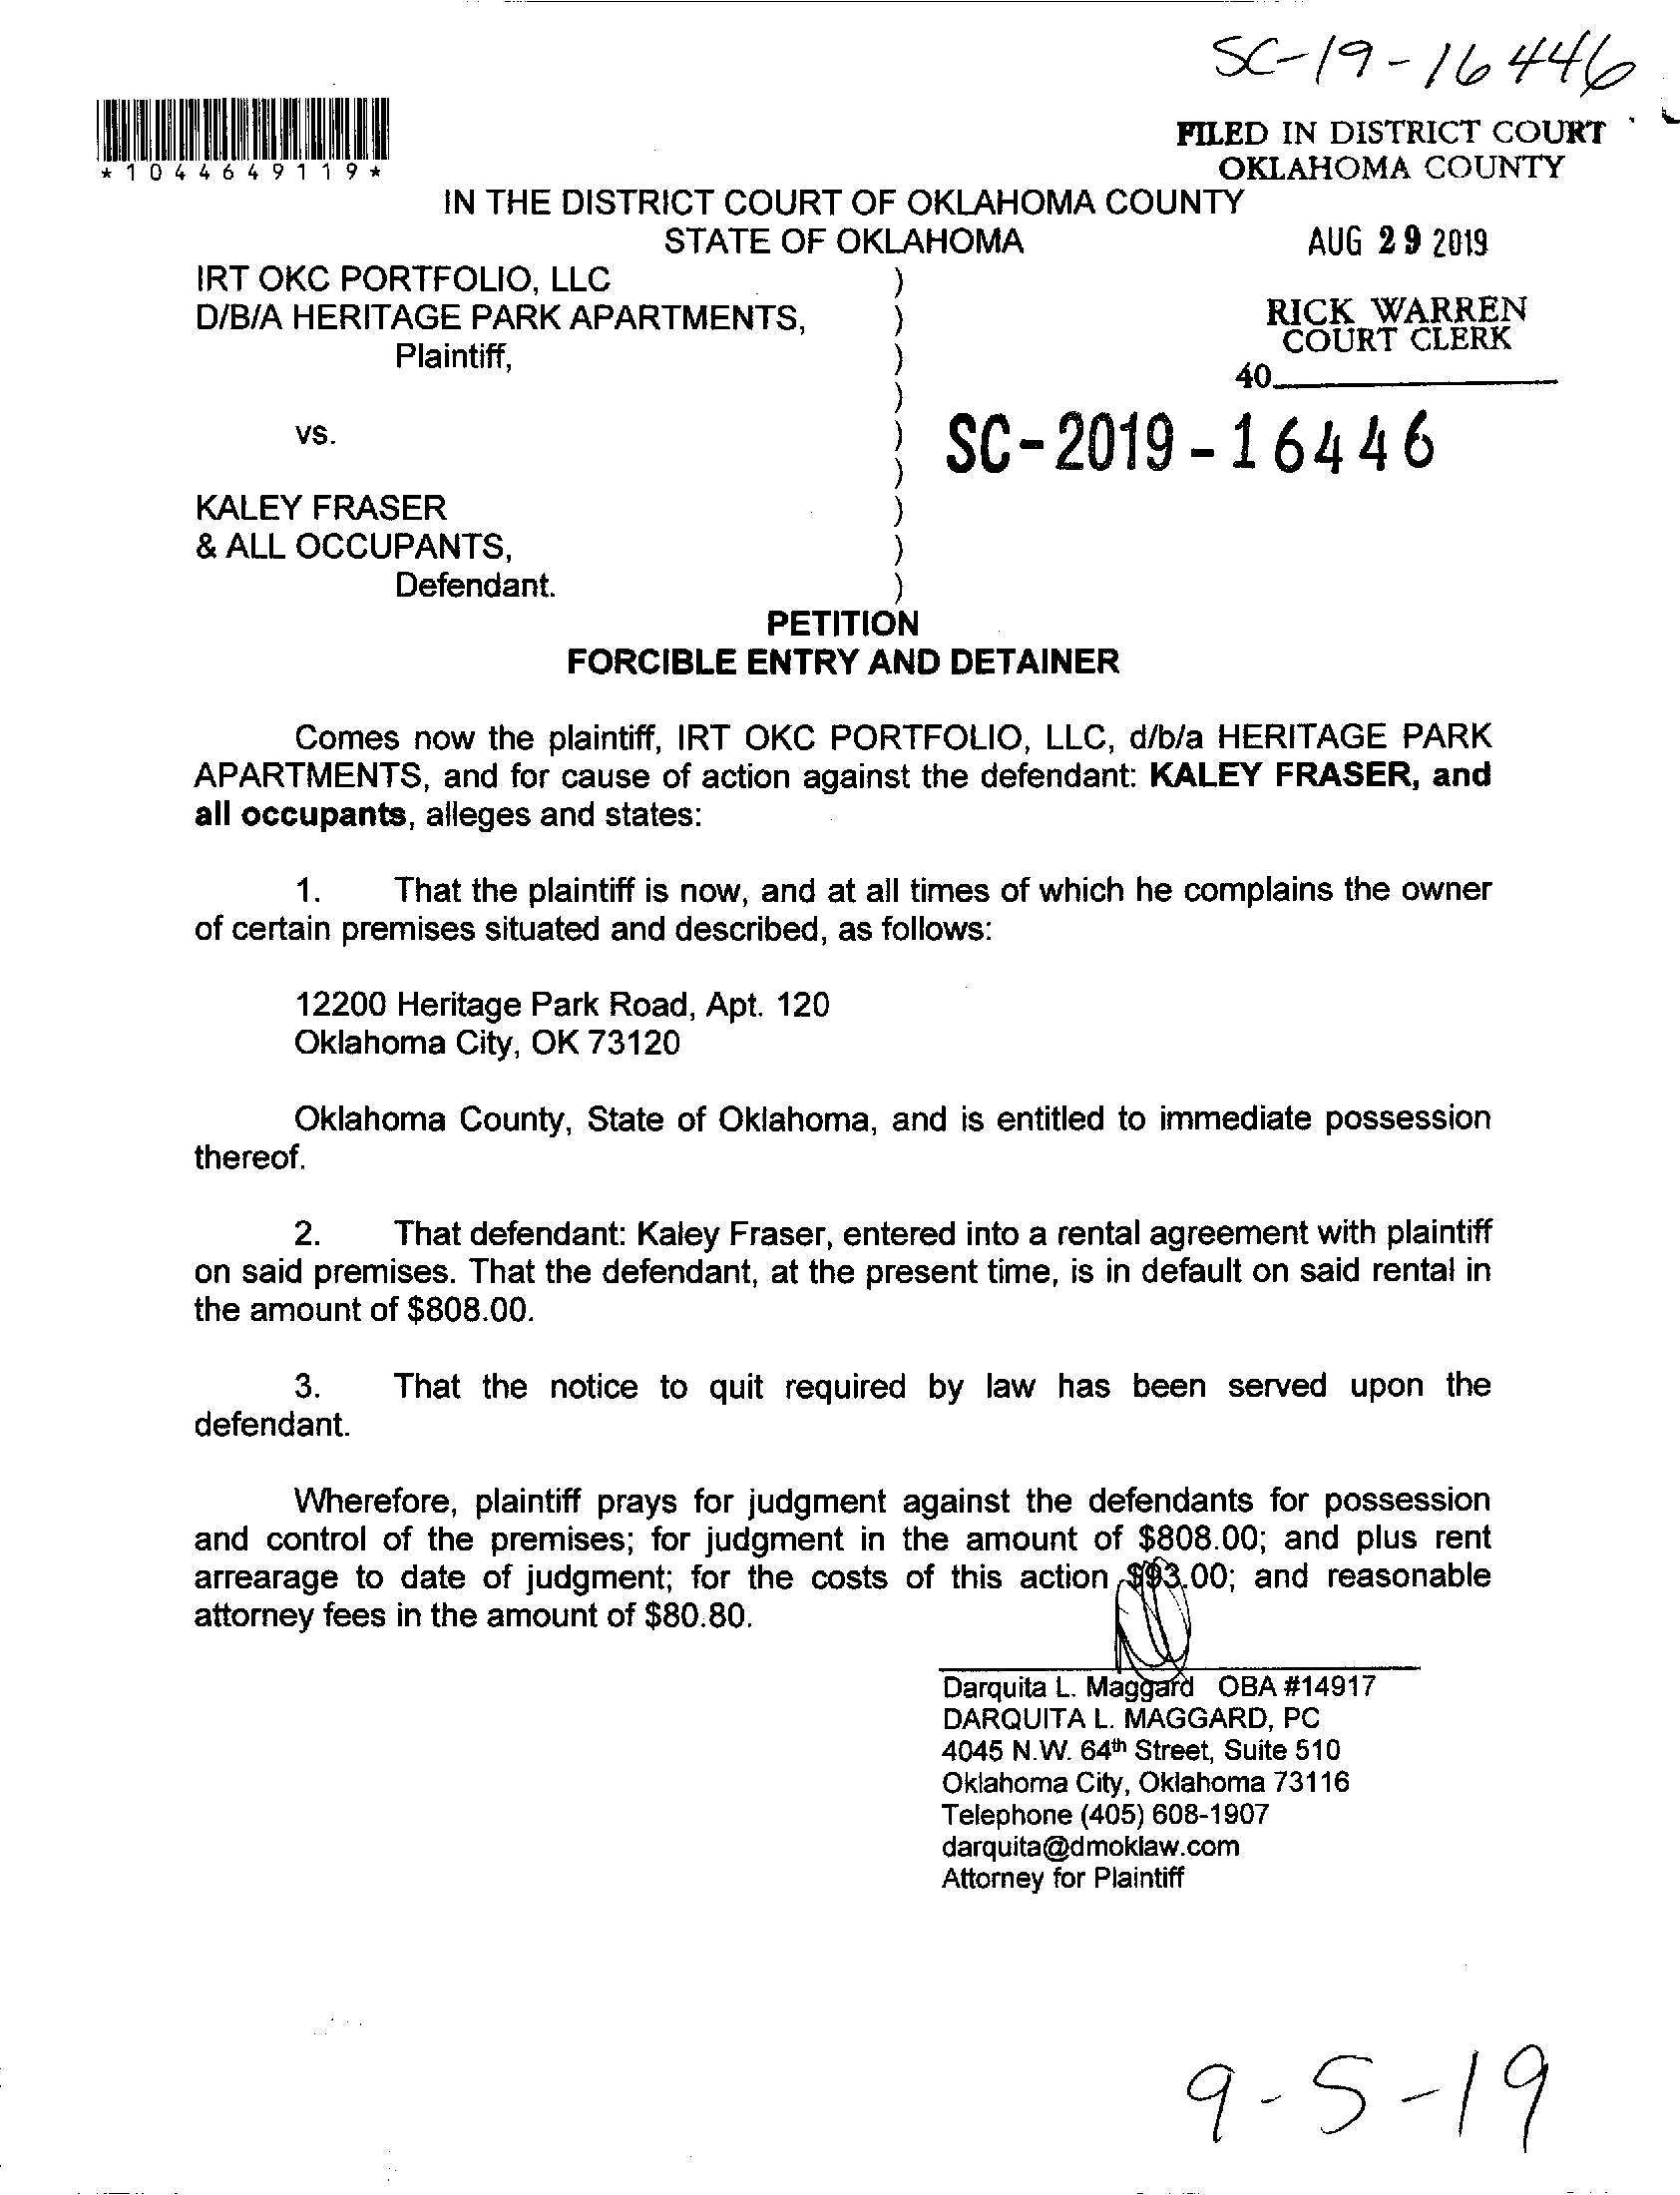 SC-19-16446
FILED IN DISTRICT COURT
OKLAHOMA COUNTY
*1044649119*
IN THE DISTRICT COURT OF OKLAHOMA COUNTY
STATE OF OKLAHOMA
AUG 29 2019
IRT OKC PORTFOLIO, LLC )
D/B/A HERITAGE PARK APARTMENTS, )
Plaintiff, )
)
RICK WARREN
COURT CLERK
40
vs. )
)
SC-2019-16446
KALEY FRASER )
& ALL OCCUPANTS, )
Defendant. )
PETITION
FORCIBLE ENTRY AND DETAINER
Comes now the plaintiff, IRT OKC PORTFOLIO, LLC, d/b/a HERITAGE PARK
APARTMENTS, and for cause of action against the defendant: KALEY FRASER, and
all occupants, alleges and states:
1. That the plaintiff is now, and at all times of which he complains the owner
of certain premises situated and described, as follows:
12200 Heritage Park Road, Apt. 120
Oklahoma City, OK 73120
Oklahoma County, State of Oklahoma, and is entitled to immediate possession
thereof.
2. That defendant: Kaley Fraser, entered into a rental agreement with plaintiff
on said premises. That the defendant, at the present time, is in default on said rental in
the amount of $808.00.
3. That the notice to quit required by law has been served upon the
defendant.
Wherefore, plaintiff prays for judgment against the defendants for possession
and control of the premises; for judgment in the amount of $808.00; and plus rent
arrearage to date of judgment; for the costs of this action $93.00; and reasonable
attorney fees in the amount of $80.80.
Darquita L. Maggard OBA #14917
DARQUITA L. MAGGARD, PC
4045 N.W. 64th Street, Suite 510
Oklahoma City, Oklahoma 73116
Telephone (405) 608-1907
darquita@dmoklaw.com
Attorney for Plaintiff
9-5-19